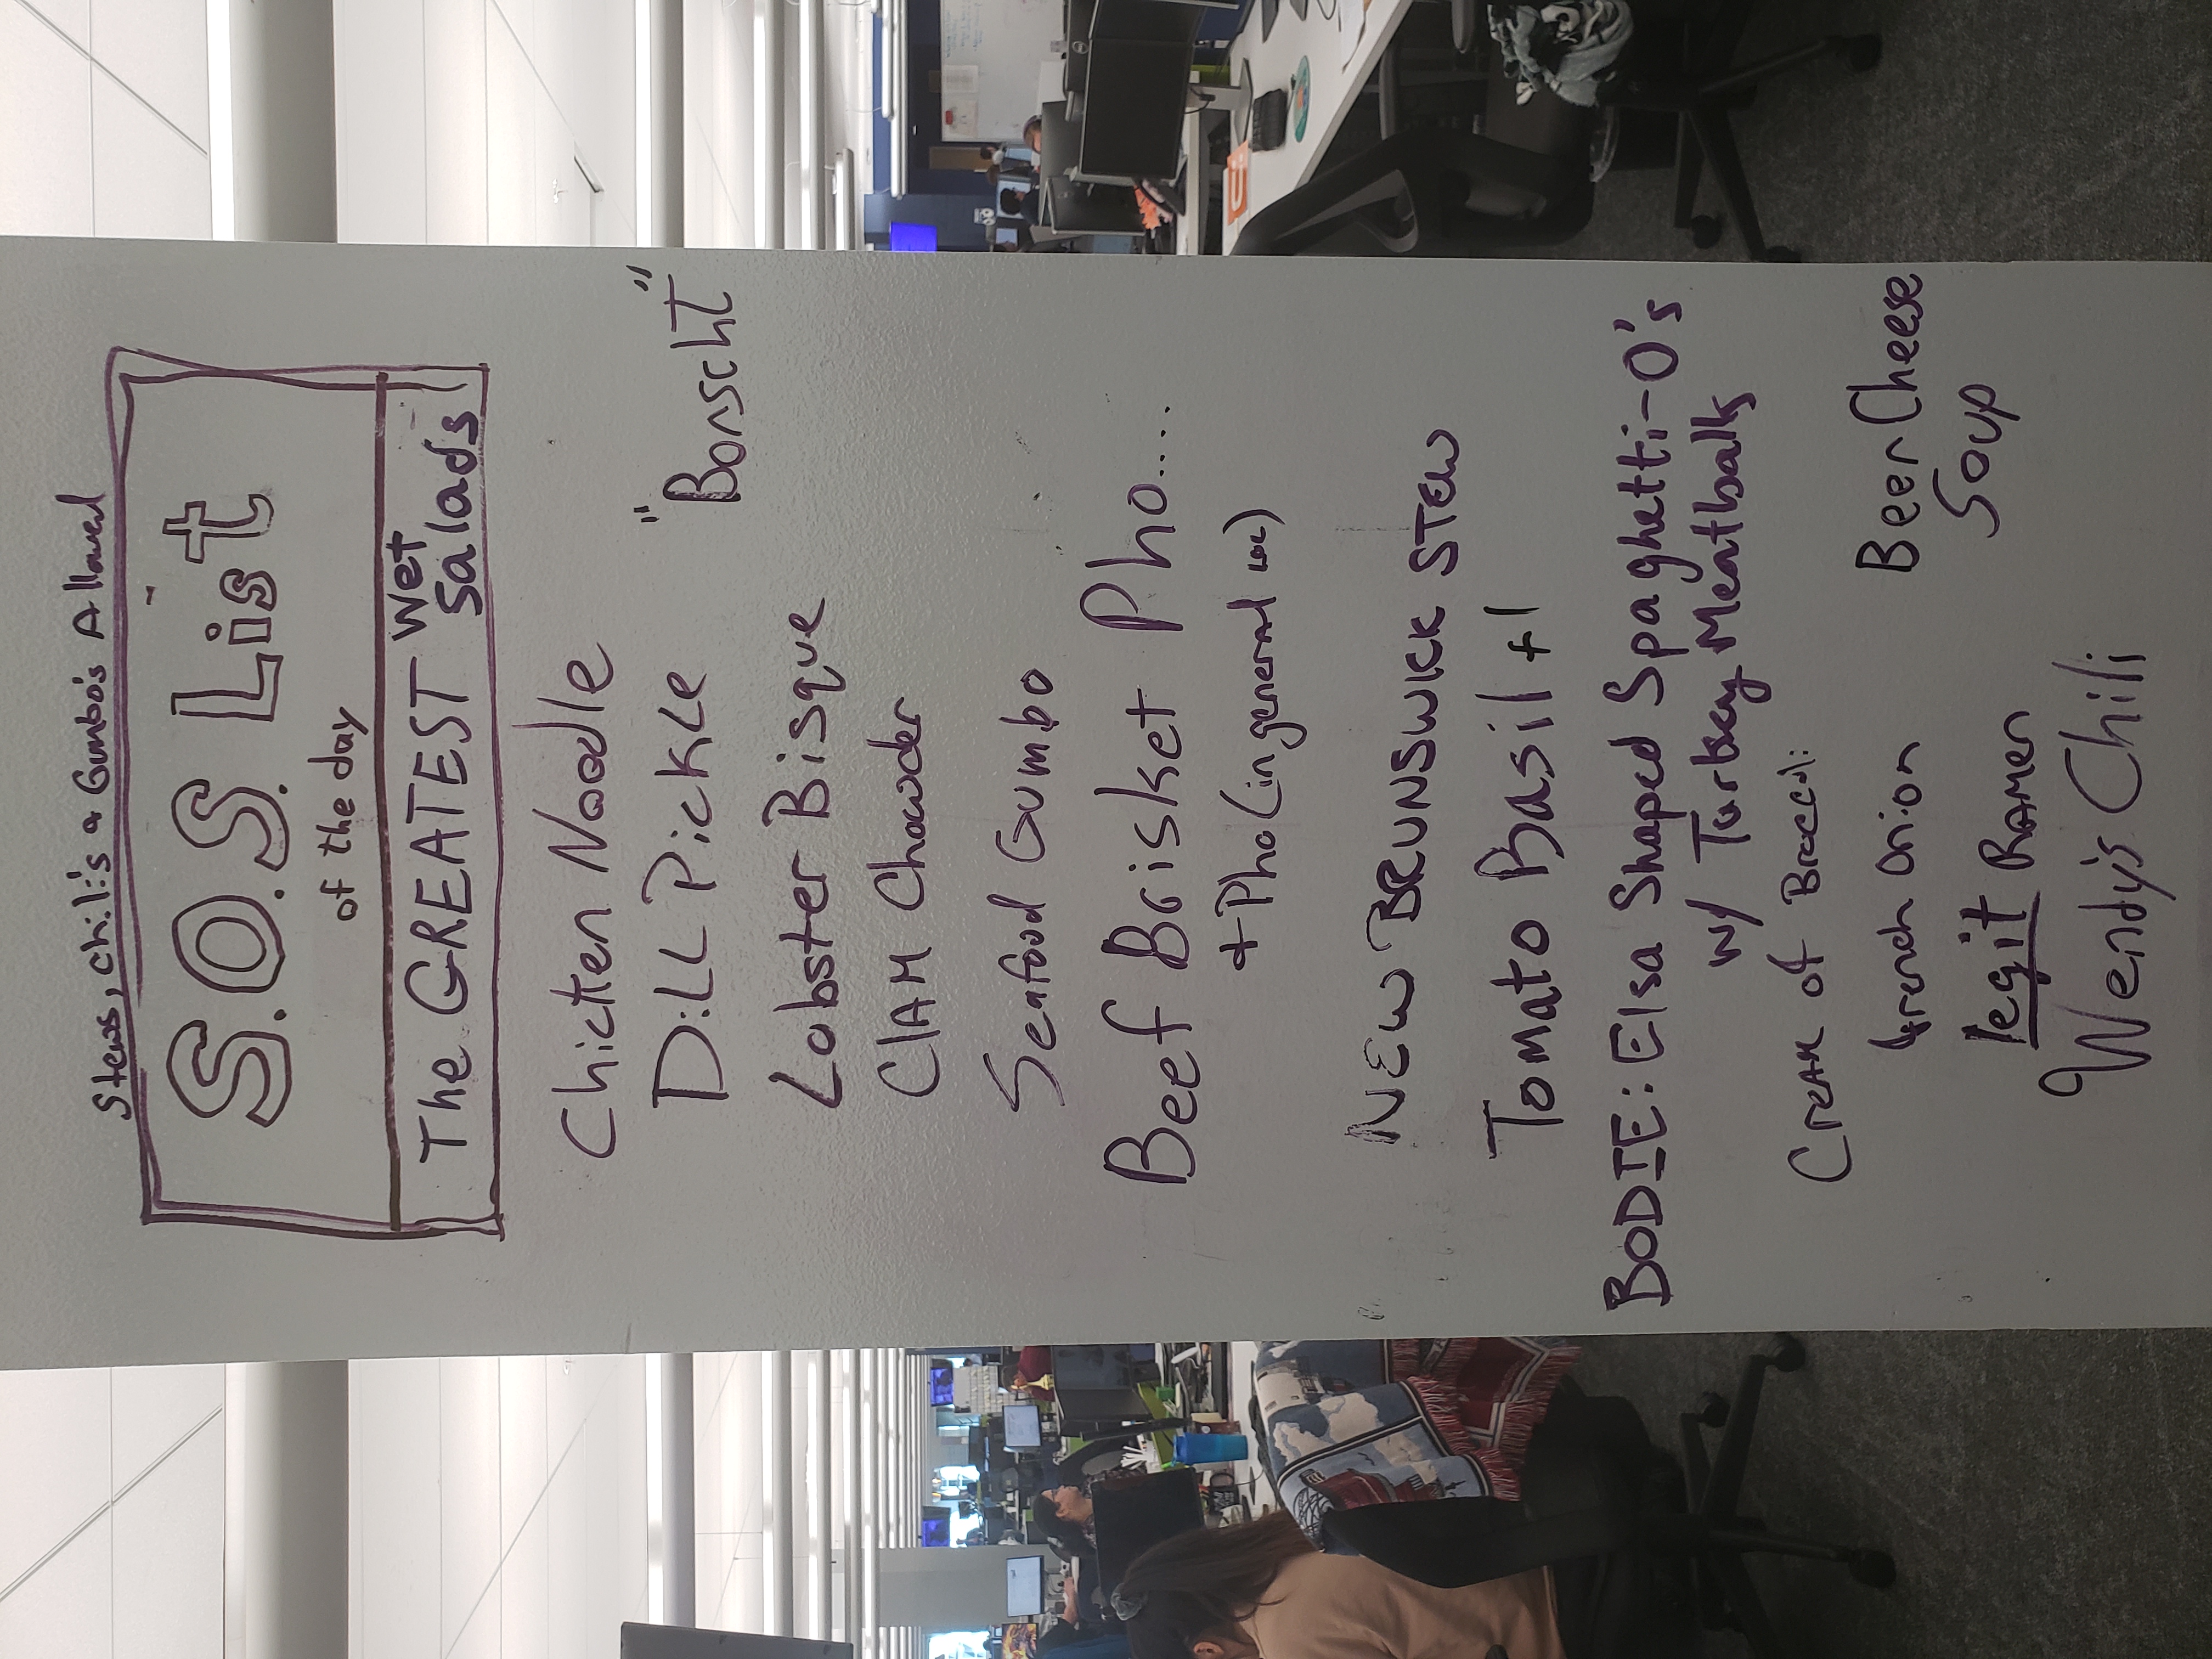 Stews, Chili's & Gumbo's Allowed
S.O.S. List
of the day
The GREATEST Wet Salads
Chicken Noodle
Dill Pickle
"Borscht"
Lobster Bisque
Clam Chowder
Seafood Gumbo
Beef Brisket Pho....
+ Pho (in general lol)
NEW BRUNSWICK STEW
Tomato Basil +1
BODIE: Elsa Shaped Spaghetti-O's
w/ Turkey Meatballs
Cream of Broccoli
french Onion
Beer Cheese
Soup
legit Ramen
Wendy's Chili